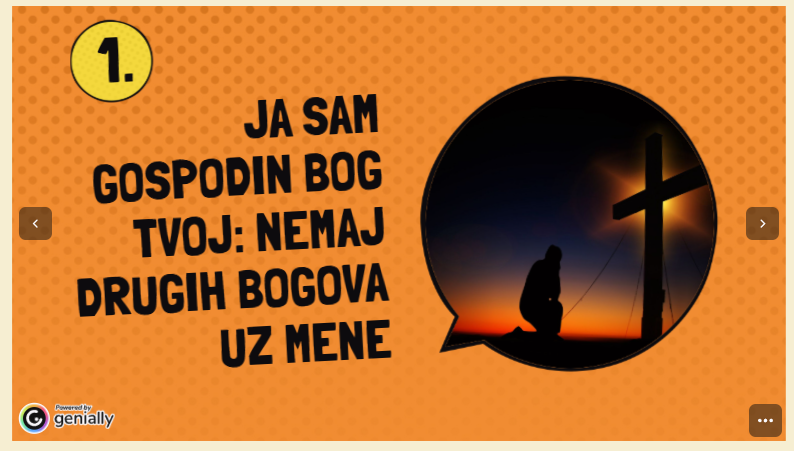 1.
JA SAM
GOSPODIN BOG
TVOJ: NEMAJ
DRUGIH BOGOVA
UZ MENE
Powered by
genially